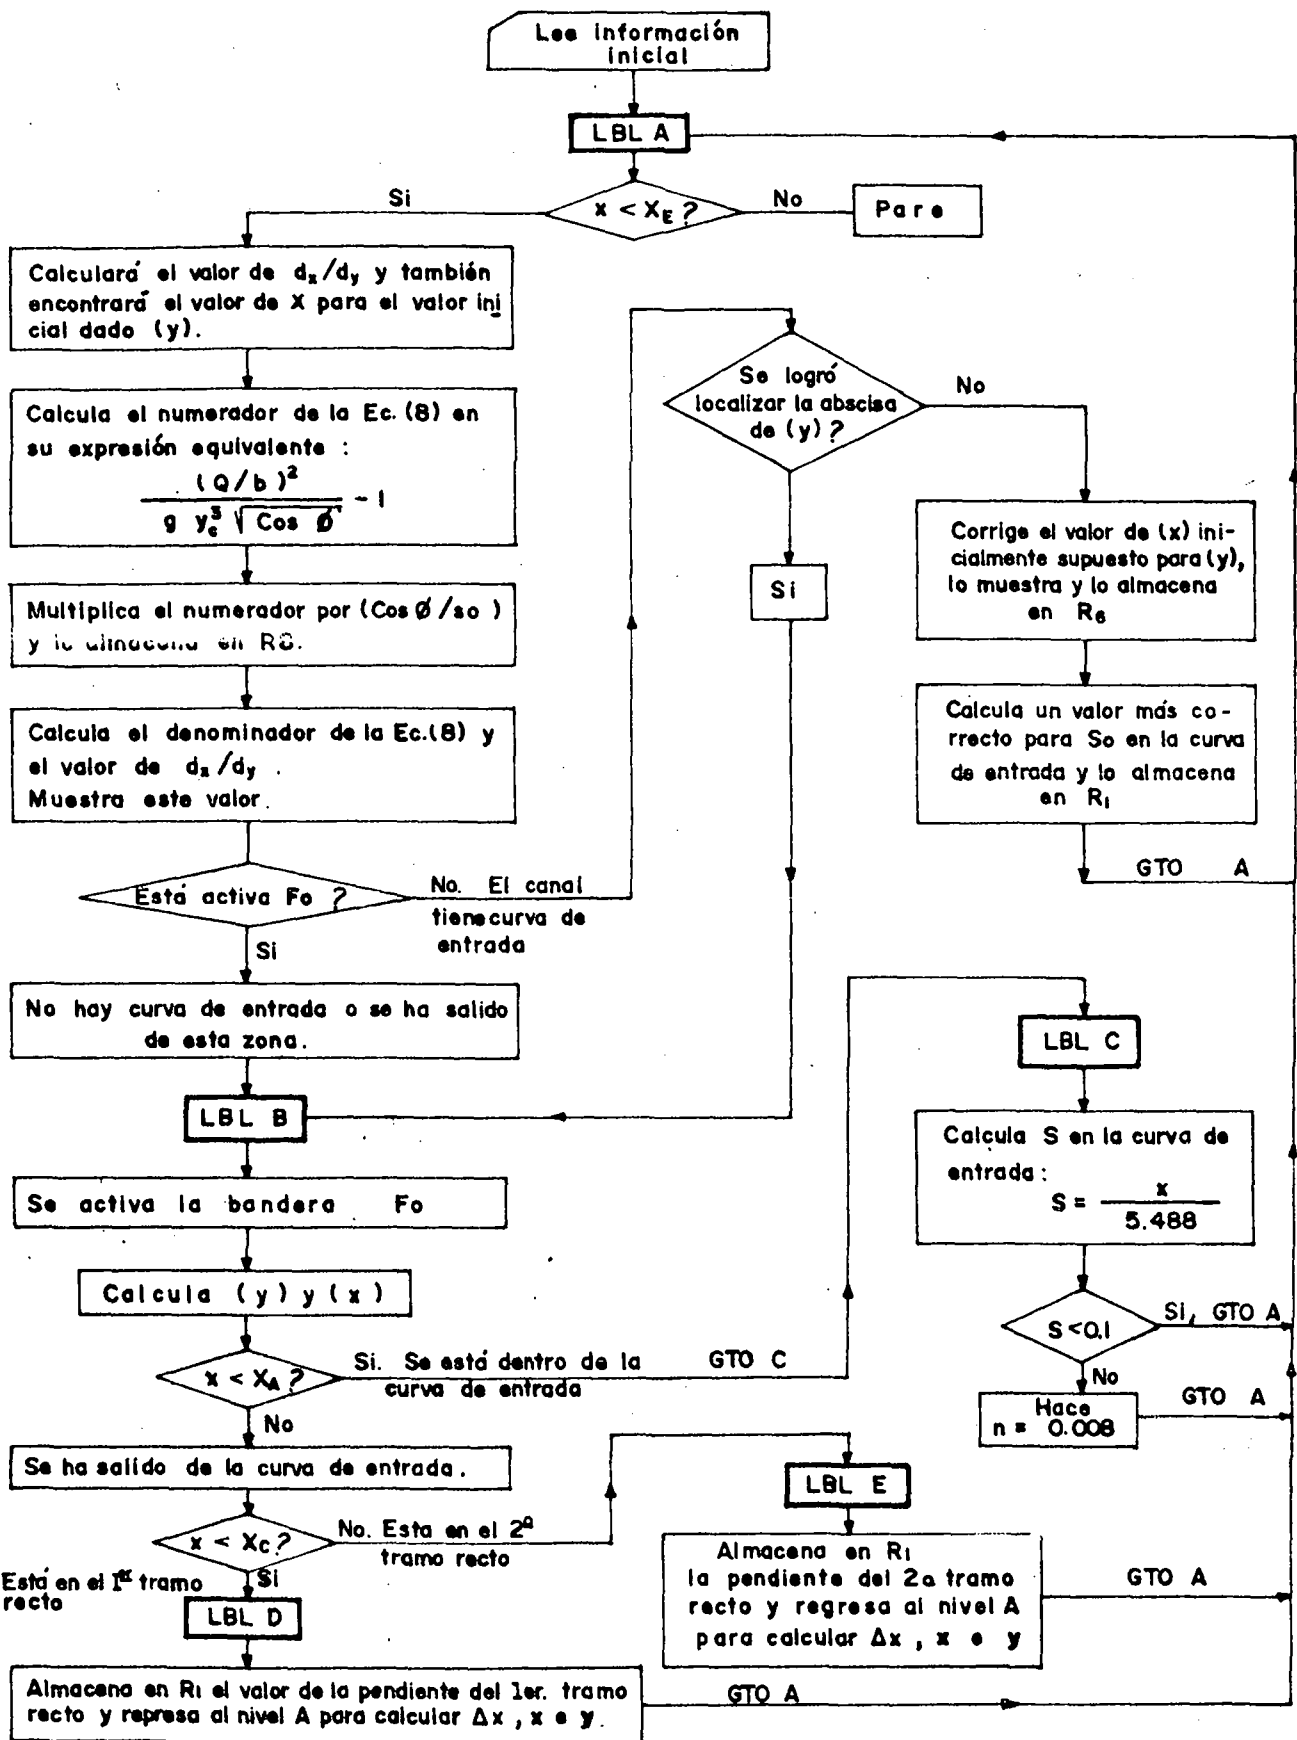 Lee información
inicial
LBL A
x < X_E ?
Si
No
Pare
Calculará el valor de d_x/d_y y también
encontrará el valor de X para el valor ini
cial dado (y).
Calcula el numerador de la Ec. (8) en
su expresión equivalente :
(Q/b)²
g y_c³ √Cos Ø - 1
Multiplica el numerador por (Cos Ø/so )
y lo almacena en R8.
Calcula el denominador de la Ec.(8) y
el valor de d_x/d_y .
Muestra este valor.
Está activa Fo ?
No. El canal
tiene curva de
entrada
Si
No hay curva de entrada o se ha salido
de esta zona.
LBL B
Se activa la bandera Fo
Calcula (y) y (x)
x < X_A ?
Si. Se está dentro de la
curva de entrada
GTO C
No
Se ha salido de la curva de entrada.
x < X_C ?
No. Esta en el 2º
tramo recto
Si
Está en el 1er tramo
recto
LBL D
Almacena en R1 el valor de la pendiente del 1er. tramo
recto y represa al nivel A para calcular Δx , x e y.
GTO A
Se logró
localizar la abscisa
de (y) ?
No
Si
Corrige el valor de (x) ini-
cialmente supuesto para (y),
lo muestra y lo almacena
en R6
Calcula un valor más co-
rrecto para So en la curva
de entrada y lo almacena
en R1
GTO A
LBL C
Calcula S en la curva de
entrada :
S = x
5.488
S<0.1
Si, GTO A
No
Hace
n = 0.008
GTO A
LBL E
Almacena en R1
la pendiente del 2o tramo
recto y regresa al nivel A
para calcular Δx , x e y
GTO A